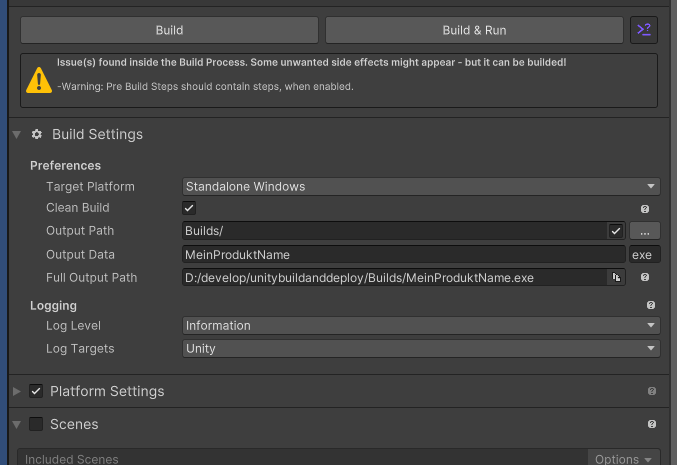 Build Build & Run >_?
Issue(s) found inside the Build Process. Some unwanted side effects might appear - but it can be builded!
-Warning: Pre Build Steps should contain steps, when enabled.
Build Settings
Preferences
Target Platform Standalone Windows
Clean Build
Output Path Builds/ ...
Output Data MeinProduktName exe
Full Output Path D:/develop/unitybuildanddeploy/Builds/MeinProduktName.exe
Logging
Log Level Information
Log Targets Unity
Platform Settings
Scenes
Included Scenes Options